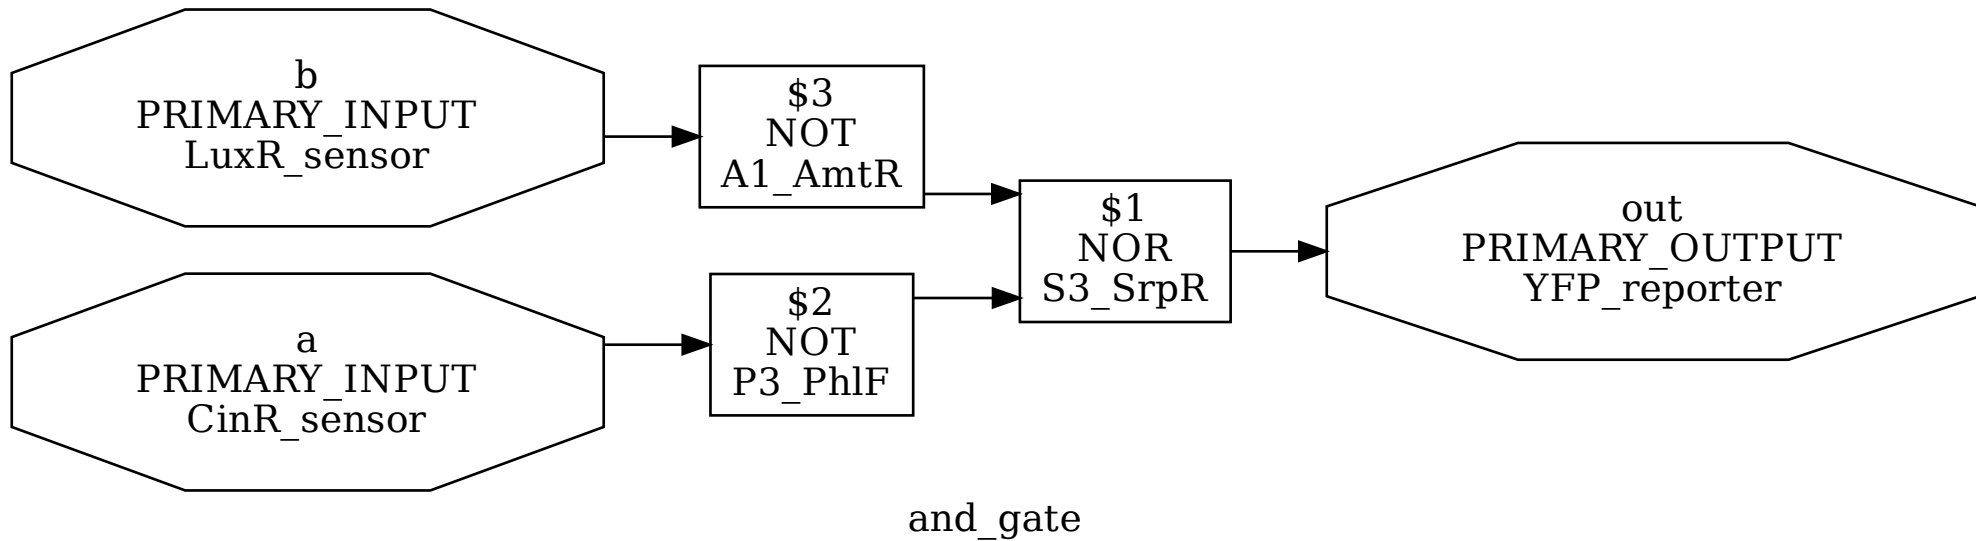 b
PRIMARY_INPUT
LuxR_sensor
$3
NOT
A1_AmtR
a
PRIMARY_INPUT
CinR_sensor
$2
NOT
P3_PhlF
$1
NOR
S3_SrpR
out
PRIMARY_OUTPUT
YFP_reporter
and_gate